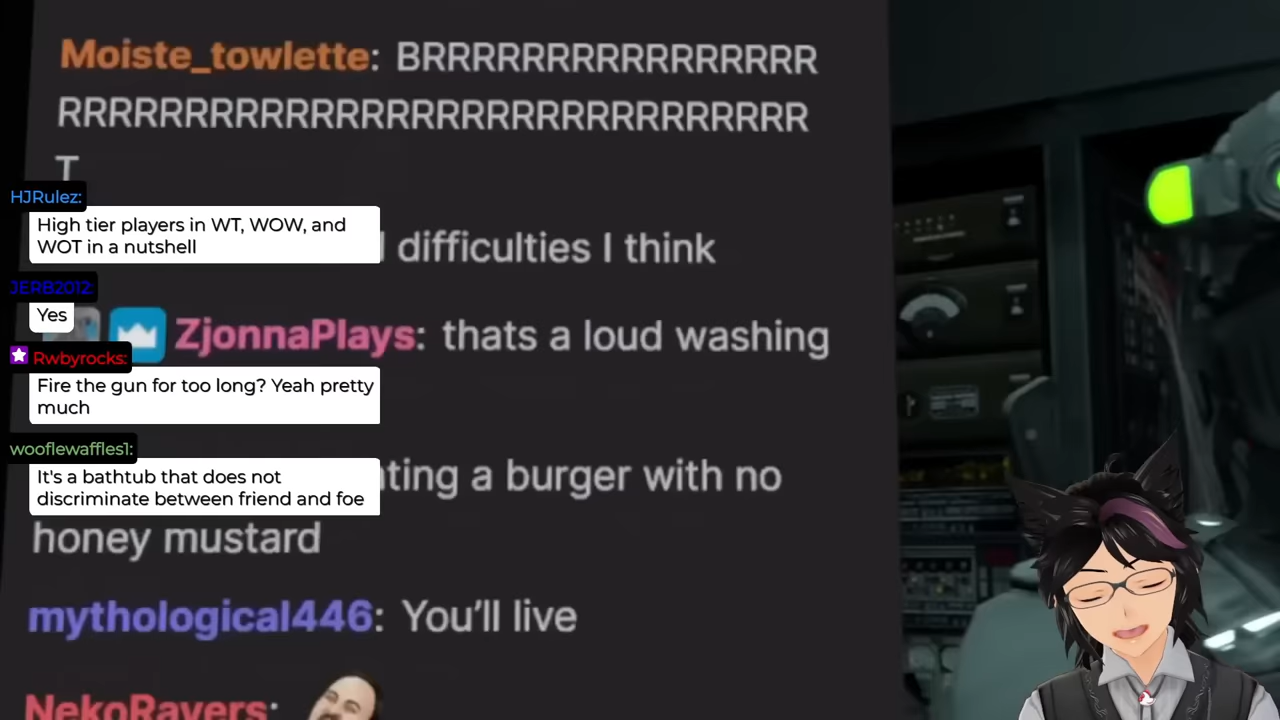 Moiste_towlette: BRRRRRRRRRRRRRRRRR
RRRRRRRRRRRRRRRRRRRRRRRRRRRRRR
T
HJRulez:
High tier players in WT, WOW, and
WOT in a nutshell
difficulties I think
JERB2012:
Yes
ZjonnaPlays: thats a loud washing
Rwbyrocks:
Fire the gun for too long? Yeah pretty
much
wooflewaffles1:
It's a bathtub that does not
discriminate between friend and foe
a burger with no
honey mustard
mythological446: You'll live
NekoRavers: